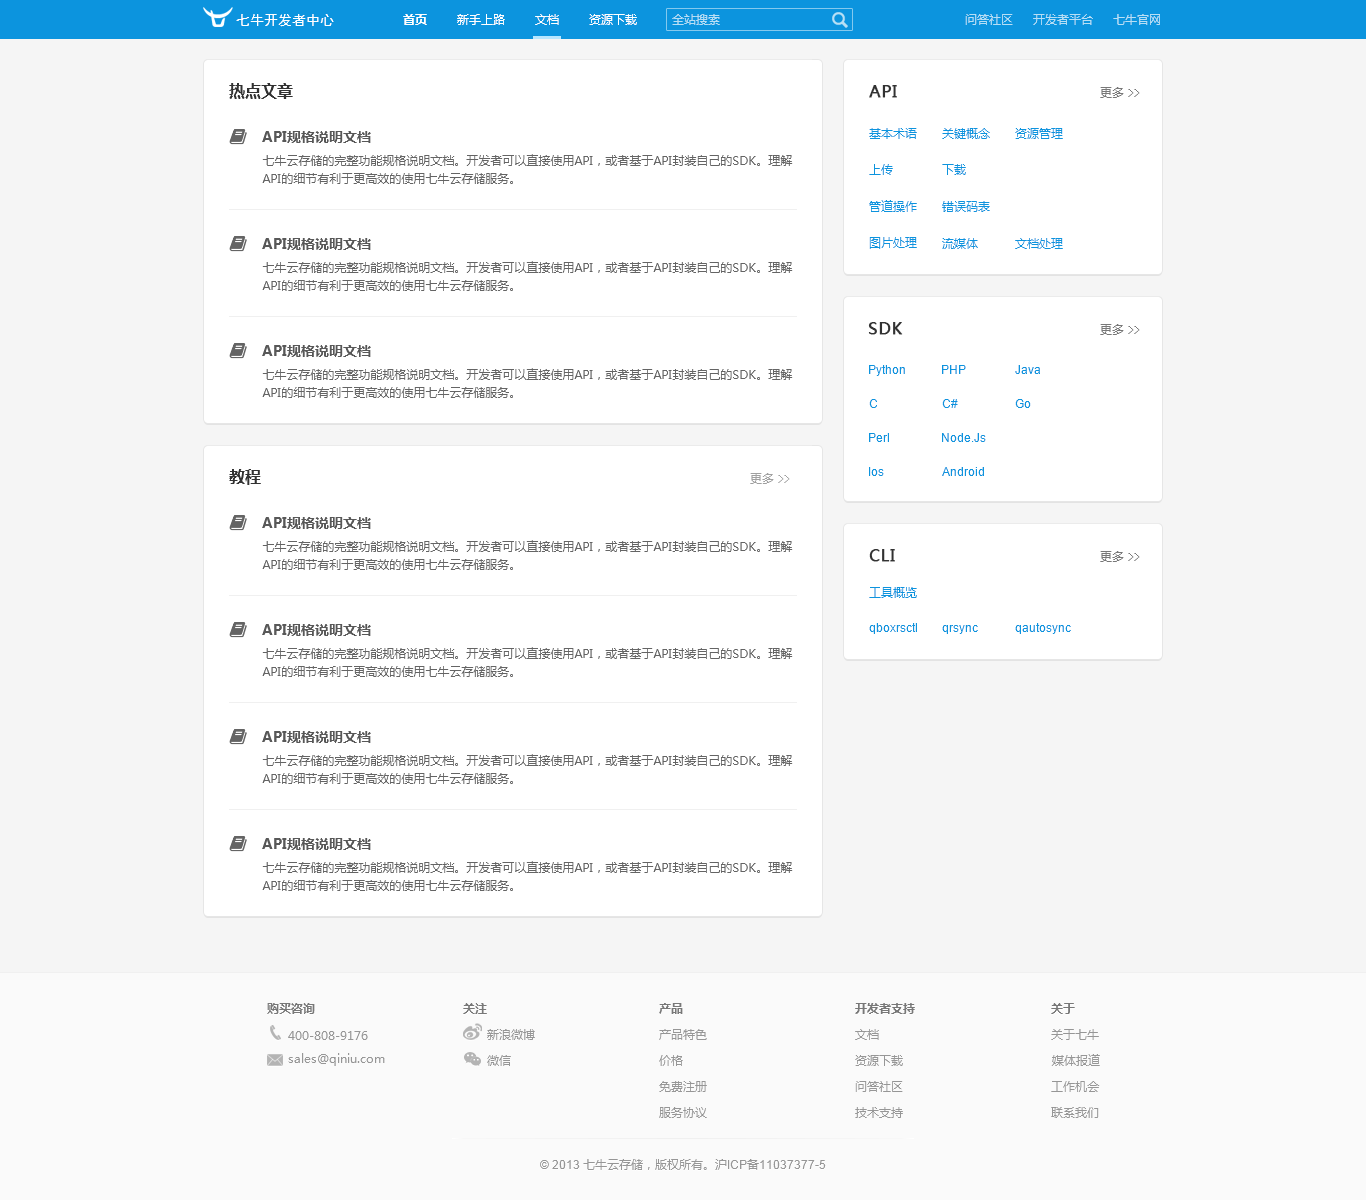 七牛开发者中心 首页 新手上路 文档 资源下载 全站搜索 问答社区 开发者平台 七牛官网
热点文章
API规格说明文档
七牛云存储的完整功能规格说明文档。开发者可以直接使用API，或者基于API封装自己的SDK。理解
API的细节有利于更高效的使用七牛云存储服务。
API规格说明文档
七牛云存储的完整功能规格说明文档。开发者可以直接使用API，或者基于API封装自己的SDK。理解
API的细节有利于更高效的使用七牛云存储服务。
API规格说明文档
七牛云存储的完整功能规格说明文档。开发者可以直接使用API，或者基于API封装自己的SDK。理解
API的细节有利于更高效的使用七牛云存储服务。
教程 更多 >>
API规格说明文档
七牛云存储的完整功能规格说明文档。开发者可以直接使用API，或者基于API封装自己的SDK。理解
API的细节有利于更高效的使用七牛云存储服务。
API规格说明文档
七牛云存储的完整功能规格说明文档。开发者可以直接使用API，或者基于API封装自己的SDK。理解
API的细节有利于更高效的使用七牛云存储服务。
API规格说明文档
七牛云存储的完整功能规格说明文档。开发者可以直接使用API，或者基于API封装自己的SDK。理解
API的细节有利于更高效的使用七牛云存储服务。
API规格说明文档
七牛云存储的完整功能规格说明文档。开发者可以直接使用API，或者基于API封装自己的SDK。理解
API的细节有利于更高效的使用七牛云存储服务。
API 更多 >>
基本术语 关键概念 资源管理
上传 下载
管道操作 错误码表
图片处理 流媒体 文档处理
SDK 更多 >>
Python PHP Java
C C# Go
Perl Node.Js
Ios Android
CLI 更多 >>
工具概览
qboxrsctl qrsync qautosync
购买咨询
400-808-9176
sales@qiniu.com
关注
新浪微博
微信
产品
产品特色
价格
免费注册
服务协议
开发者支持
文档
资源下载
问答社区
技术支持
关于
关于七牛
媒体报道
工作机会
联系我们
© 2013 七牛云存储，版权所有。沪ICP备11037377-5